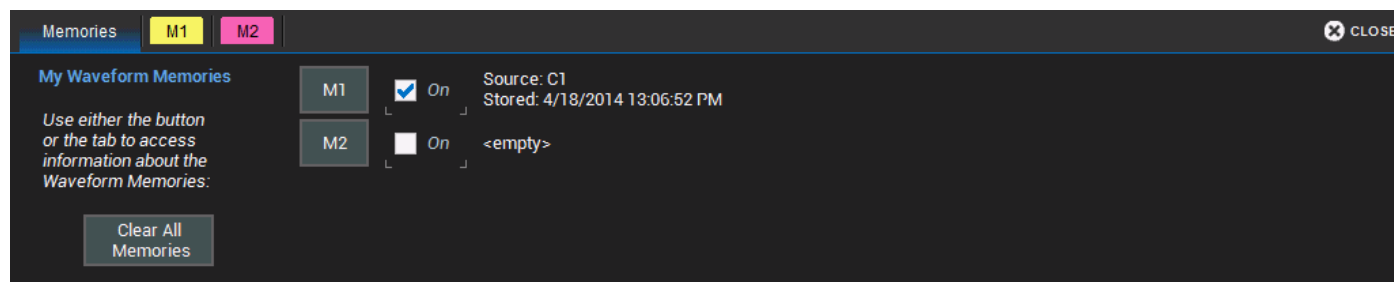 Memories M1 M2 CLOSE
My Waveform Memories
Use either the button
or the tab to access
information about the
Waveform Memories:
Clear All
Memories
M1 On
Source: C1
Stored: 4/18/2014 13:06:52 PM
M2 On <empty>